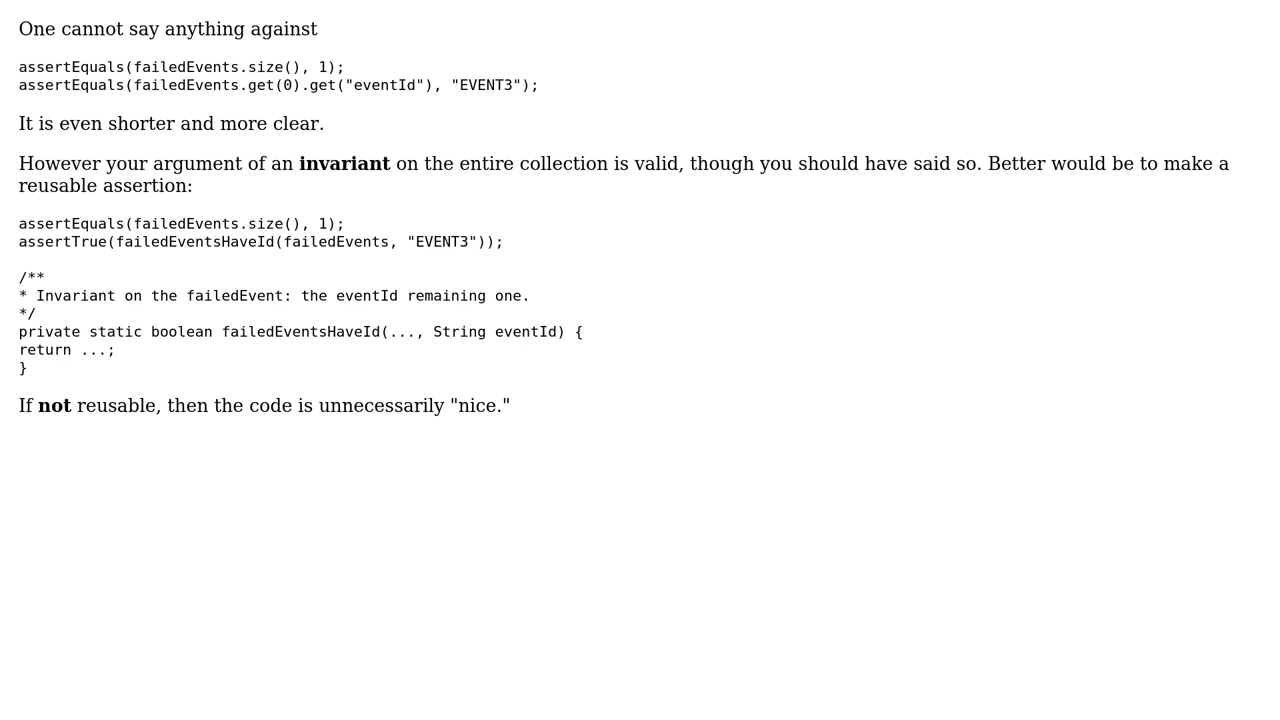 One cannot say anything against
assertEquals(failedEvents.size(), 1);
assertEquals(failedEvents.get(0).get("eventId"), "EVENT3");
It is even shorter and more clear.
However your argument of an invariant on the entire collection is valid, though you should have said so. Better would be to make a
reusable assertion:
assertEquals(failedEvents.size(), 1);
assertTrue(failedEventsHaveId(failedEvents, "EVENT3"));
/**
* Invariant on the failedEvent: the eventId remaining one.
*/
private static boolean failedEventsHaveId(..., String eventId) {
return ...;
}
If not reusable, then the code is unnecessarily "nice."